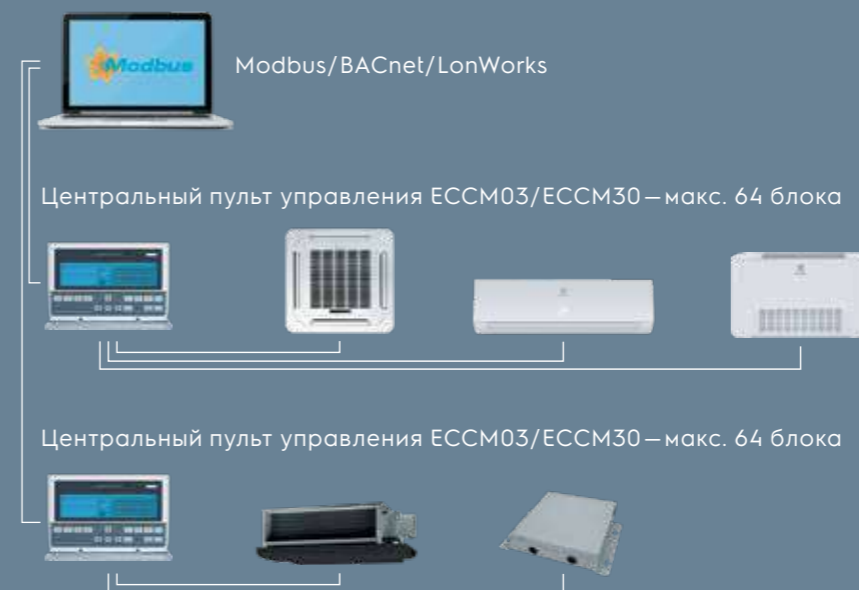 Modbus
Modbus/BACnet/LonWorks
Центральный пульт управления ECCM03/ECCM30—макс. 64 блока
Центральный пульт управления ECCM03/ECCM30—макс. 64 блока